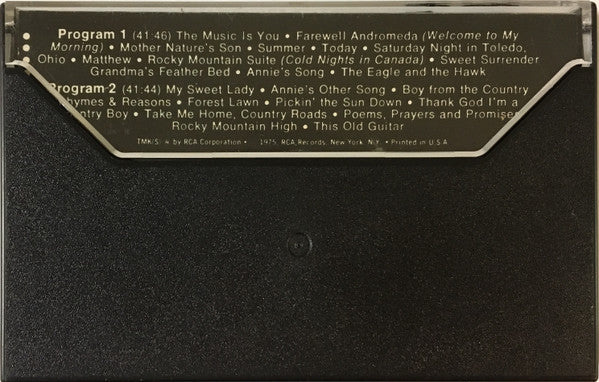 Program 1 (41:46) The Music Is You • Farewell Andromeda (Welcome to My
Morning) • Mother Nature's Son • Summer • Today • Saturday Night in Toledo,
Ohio • Matthew • Rocky Mountain Suite (Cold Nights in Canada) • Sweet Surrender
Grandma's Feather Bed • Annie's Song • The Eagle and the Hawk
Program 2 (41:44) My Sweet Lady • Annie's Other Song • Boy from the Country
hymes & Reasons • Forest Lawn • Pickin' the Sun Down • Thank God I'm a
ntry Boy • Take Me Home, Country Roads • Poems, Prayers and Promises
Rocky Mountain High • This Old Guitar
TMK(S) ® by RCA Corporation • 1975, RCA Records, New York, N.Y. • Printed in U.S.A.